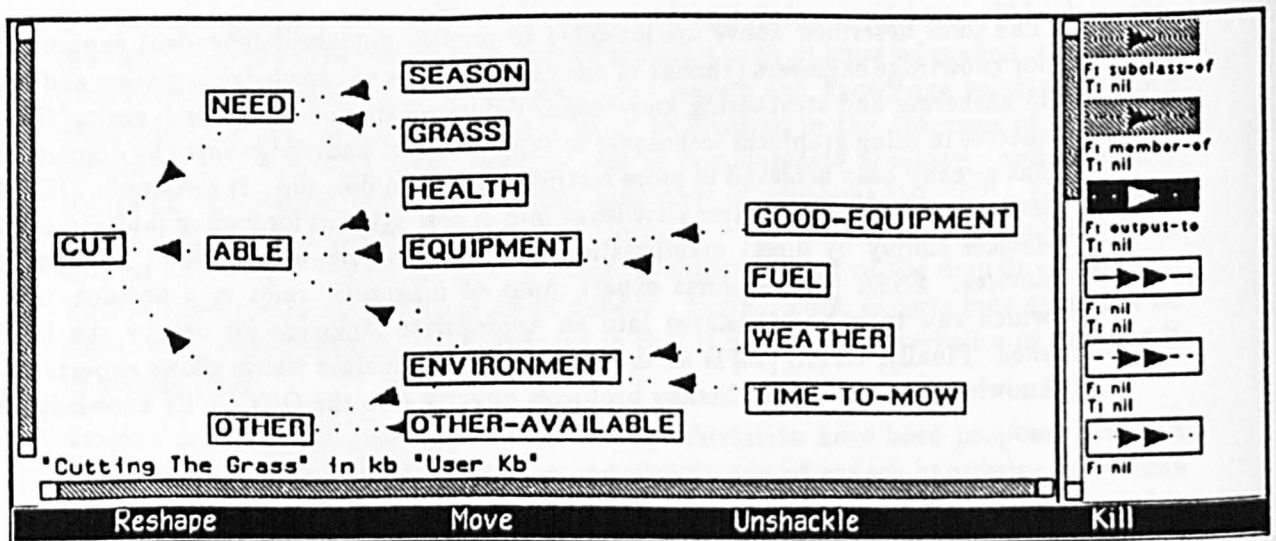 SEASON
NEED
GRASS
HEALTH
GOOD-EQUIPMENT
CUT
ABLE
EQUIPMENT
FUEL
WEATHER
ENVIRONMENT
TIME-TO-MOW
OTHER
OTHER-AVAILABLE
"Cutting The Grass" in kb "User Kb"
F: subclass-of
T: nil
F: member-of
T: nil
F: output-to
T: nil
F: nil
T: nil
F: nil
T: nil
F: nil
Reshape Move Unshackle Kill